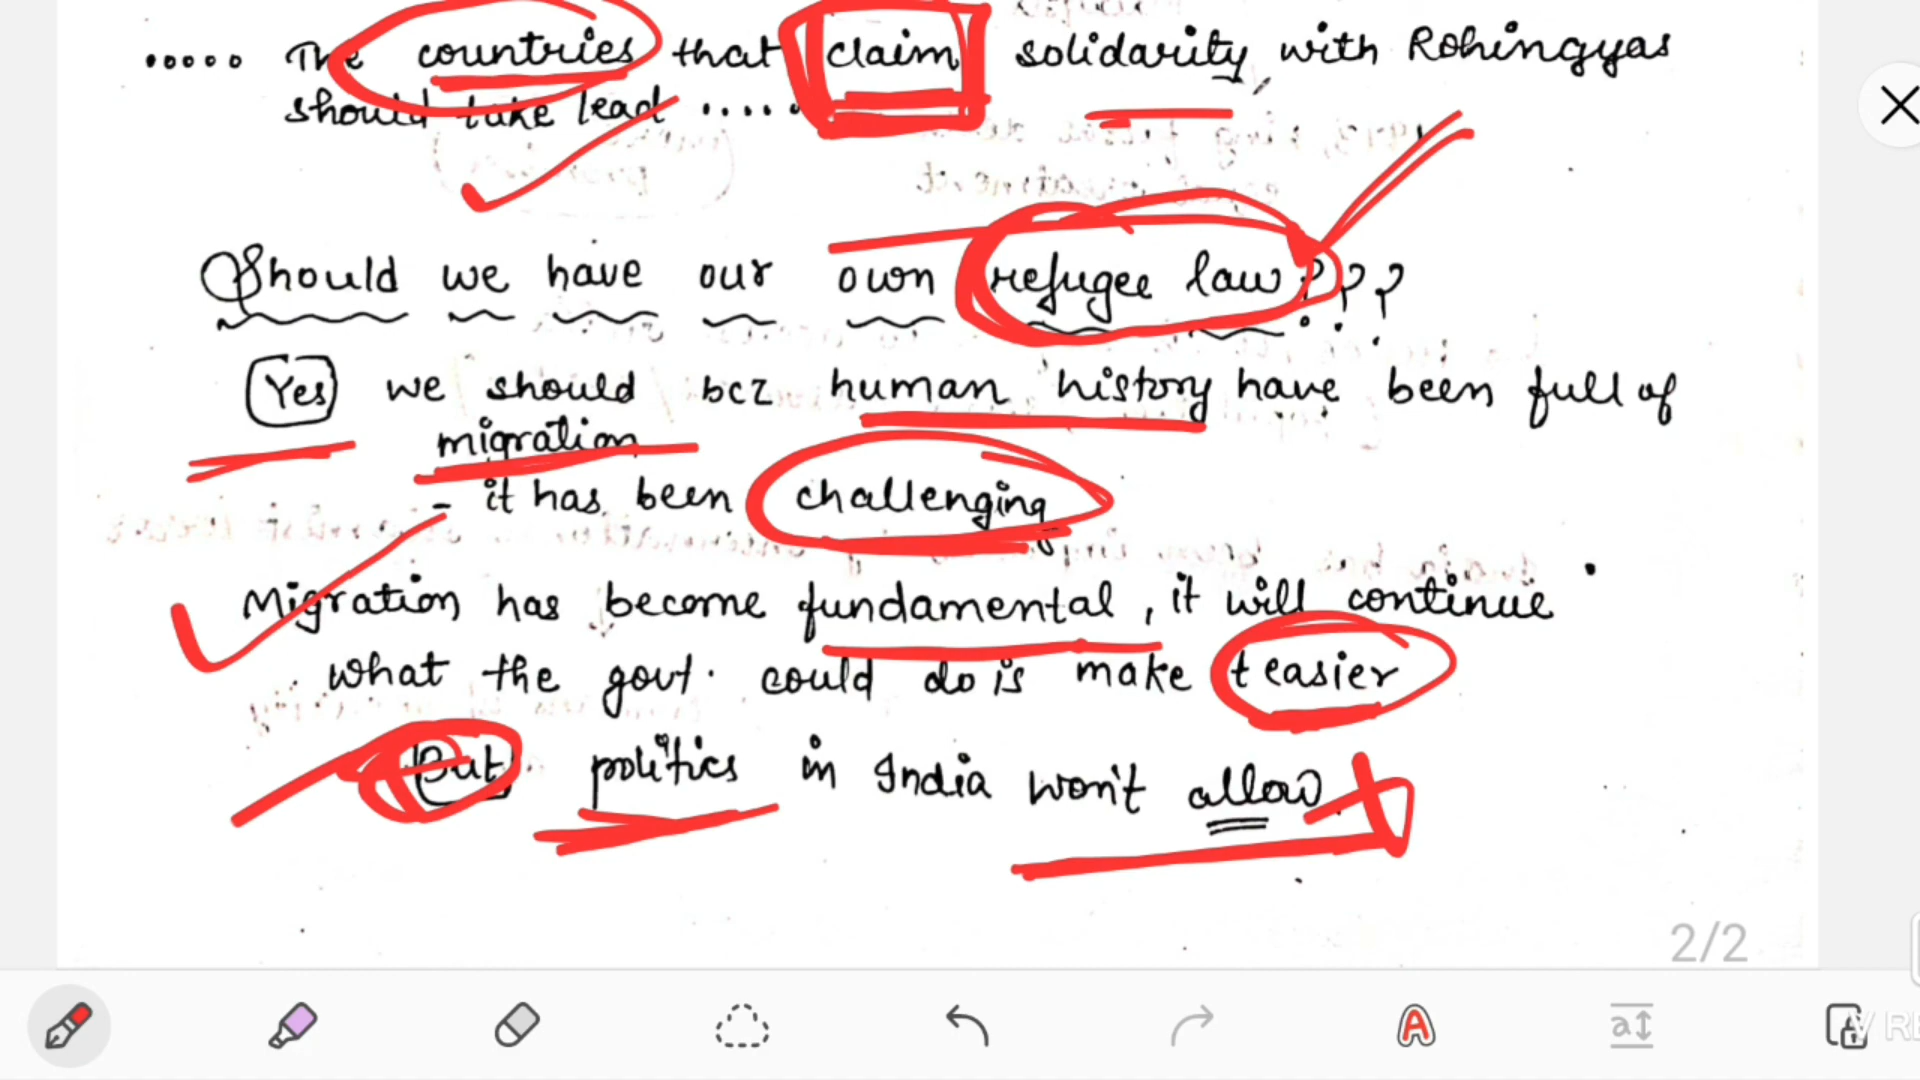 ..... The countries that claim solidarity with Rohingyas
should take lead .....
Should we have our own refugee law???
Yes we should bcz human history have been full of
migration
- it has been challenging
Migration has become fundamental, it will continue
what the govt. could do is make t easier
But politics in India won't allow.
2/2